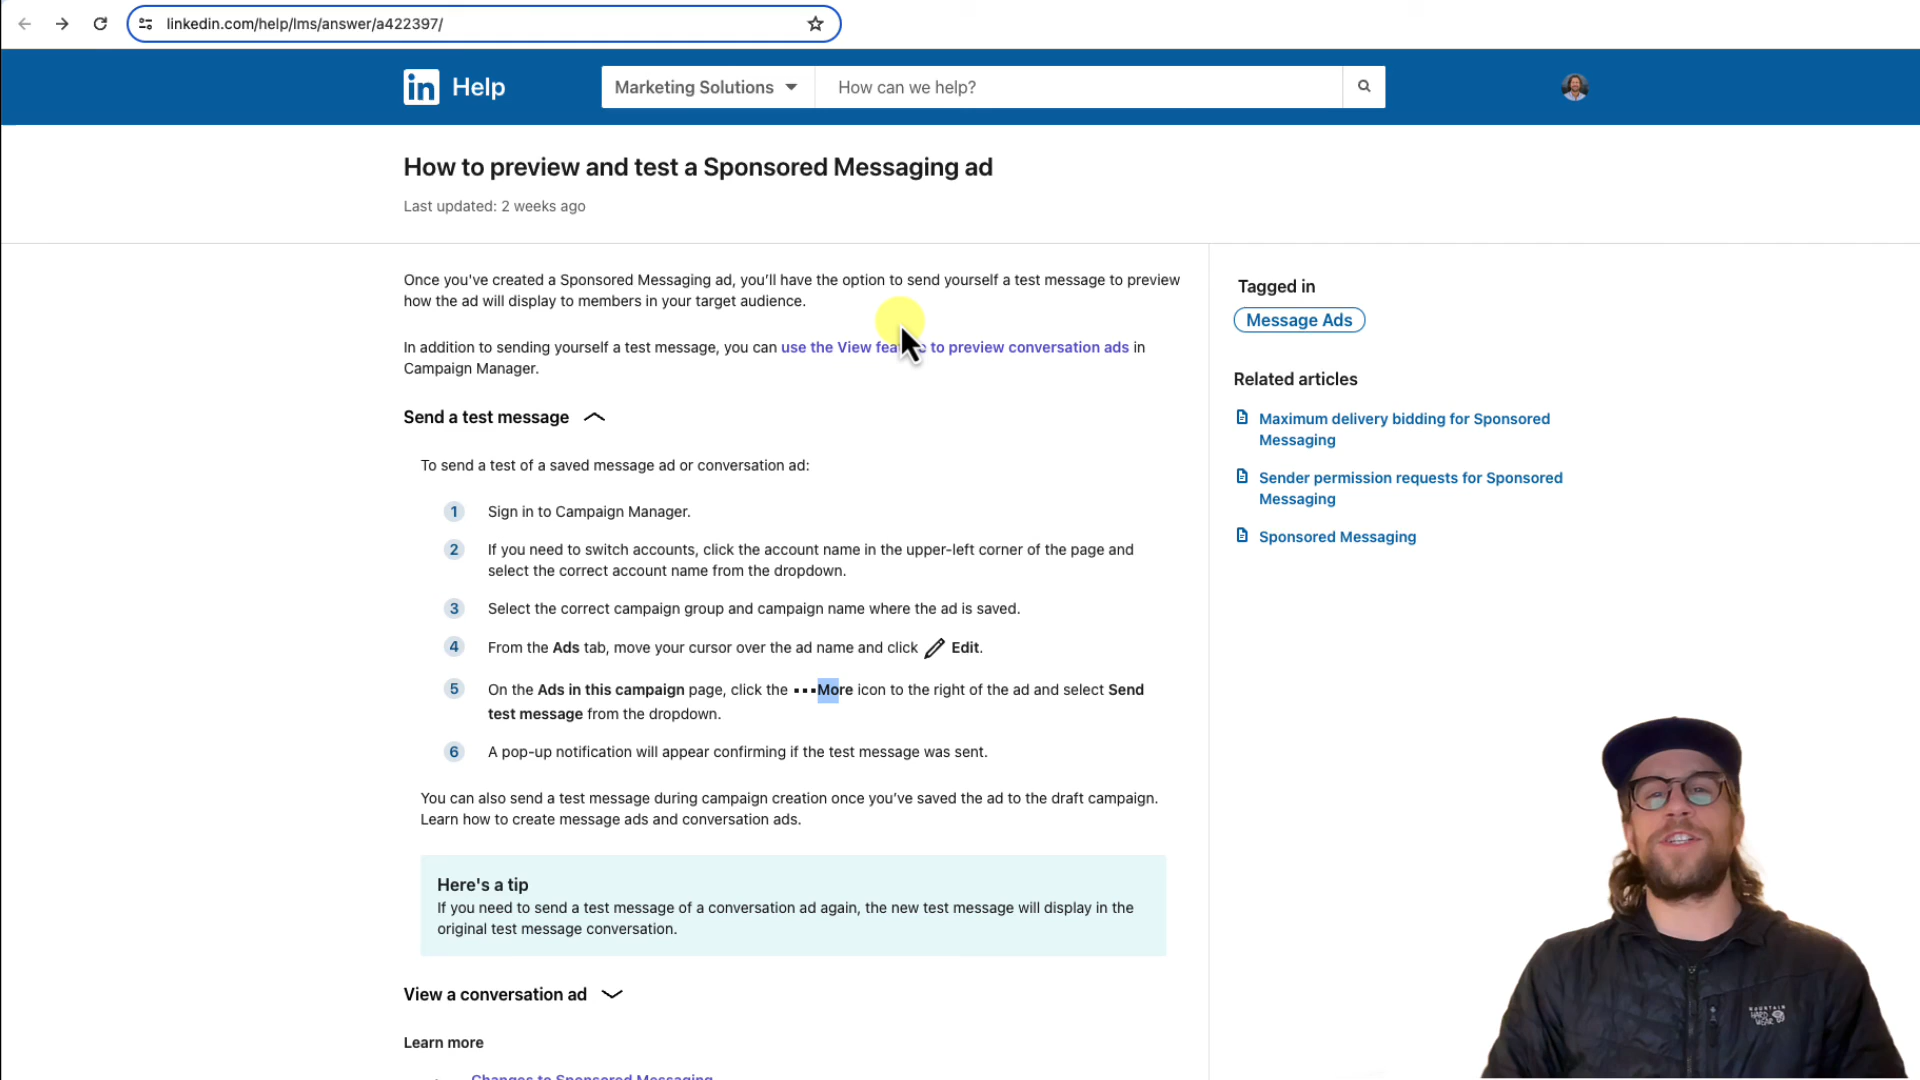 linkedin.com/help/lms/answer/a422397/
in Help
Marketing Solutions
How can we help?
How to preview and test a Sponsored Messaging ad
Last updated: 2 weeks ago
Once you've created a Sponsored Messaging ad, you'll have the option to send yourself a test message to preview
how the ad will display to members in your target audience.
In addition to sending yourself a test message, you can use the View to preview conversation ads in
Campaign Manager.
Send a test message
To send a test of a saved message ad or conversation ad:
1 Sign in to Campaign Manager.
2 If you need to switch accounts, click the account name in the upper-left corner of the page and
select the correct account name from the dropdown.
3 Select the correct campaign group and campaign name where the ad is saved.
4 From the Ads tab, move your cursor over the ad name and click Edit.
5 On the Ads in this campaign page, click the More icon to the right of the ad and select Send
test message from the dropdown.
6 A pop-up notification will appear confirming if the test message was sent.
You can also send a test message during campaign creation once you've saved the ad to the draft campaign.
Learn how to create message ads and conversation ads.
Here's a tip
If you need to send a test message of a conversation ad again, the new test message will display in the
original test message conversation.
View a conversation ad
Learn more
Changes to Sponsored Messaging
Tagged in
Message Ads
Related articles
Maximum delivery bidding for Sponsored
Messaging
Sender permission requests for Sponsored
Messaging
Sponsored Messaging
MOUNTAIN
HARD
WEAR